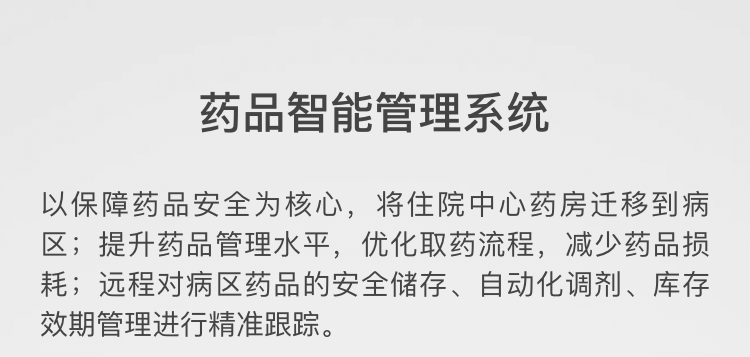 药品智能管理系统
以保障药品安全为核心，将住院中心药房迁移到病
区；提升药品管理水平，优化取药流程，减少药品损
耗；远程对病区药品的安全储存、自动化调剂、库存
效期管理进行精准跟踪。